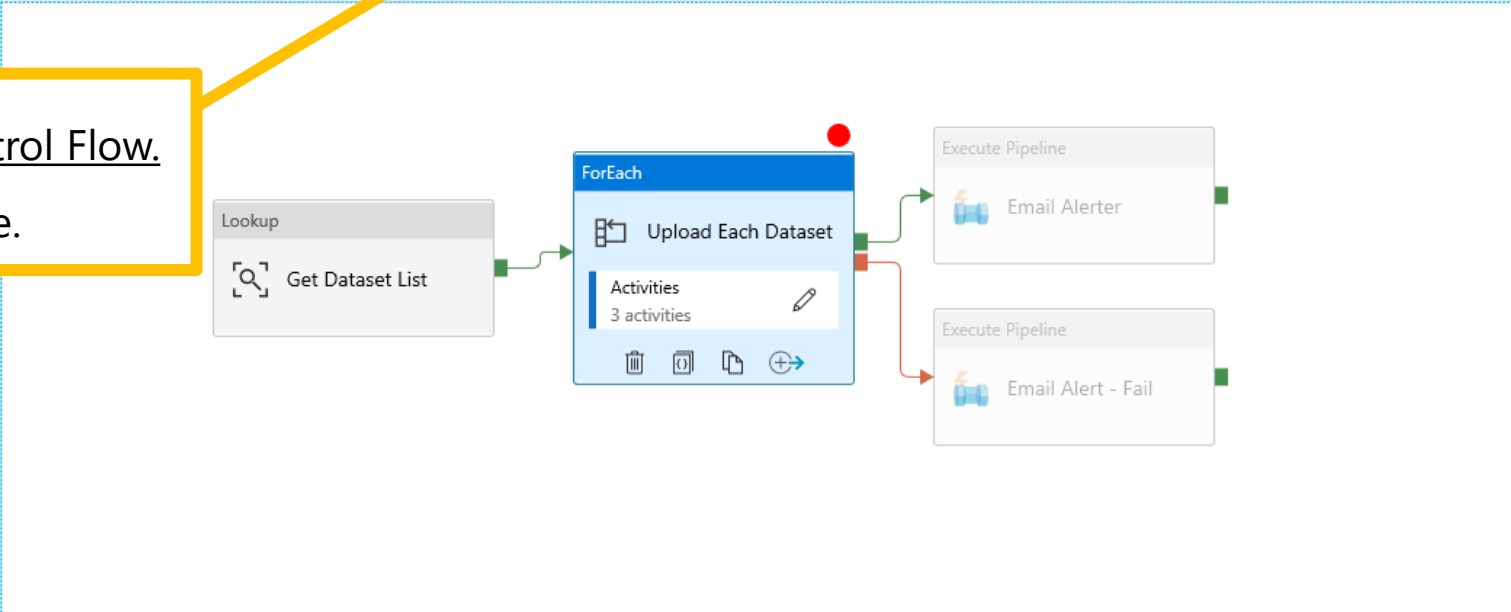 trol Flow.
e.
Lookup
Get Dataset List
ForEach
Upload Each Dataset
Activities
3 activities
Execute Pipeline
Email Alerter
Execute Pipeline
Email Alert - Fail